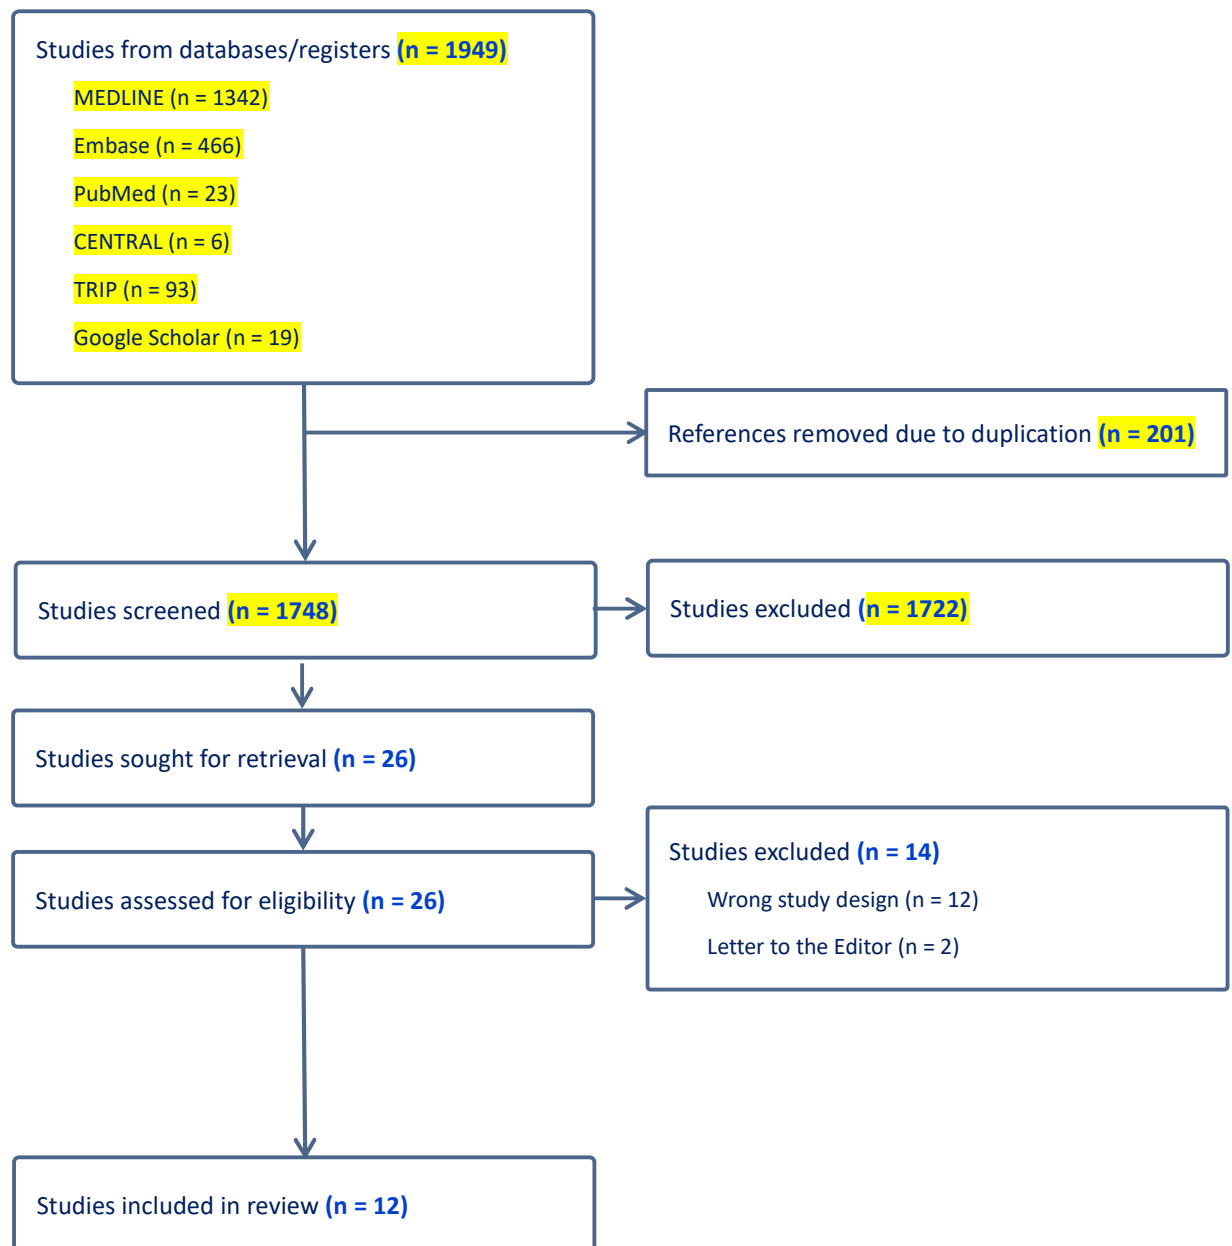 Studies from databases/registers (n = 1949)
MEDLINE (n = 1342)
Embase (n = 466)
PubMed (n = 23)
CENTRAL (n = 6)
TRIP (n = 93)
Google Scholar (n = 19)
References removed due to duplication (n = 201)
Studies screened (n = 1748)
Studies excluded (n = 1722)
Studies sought for retrieval (n = 26)
Studies assessed for eligibility (n = 26)
Studies excluded (n = 14)
Wrong study design (n = 12)
Letter to the Editor (n = 2)
Studies included in review (n = 12)